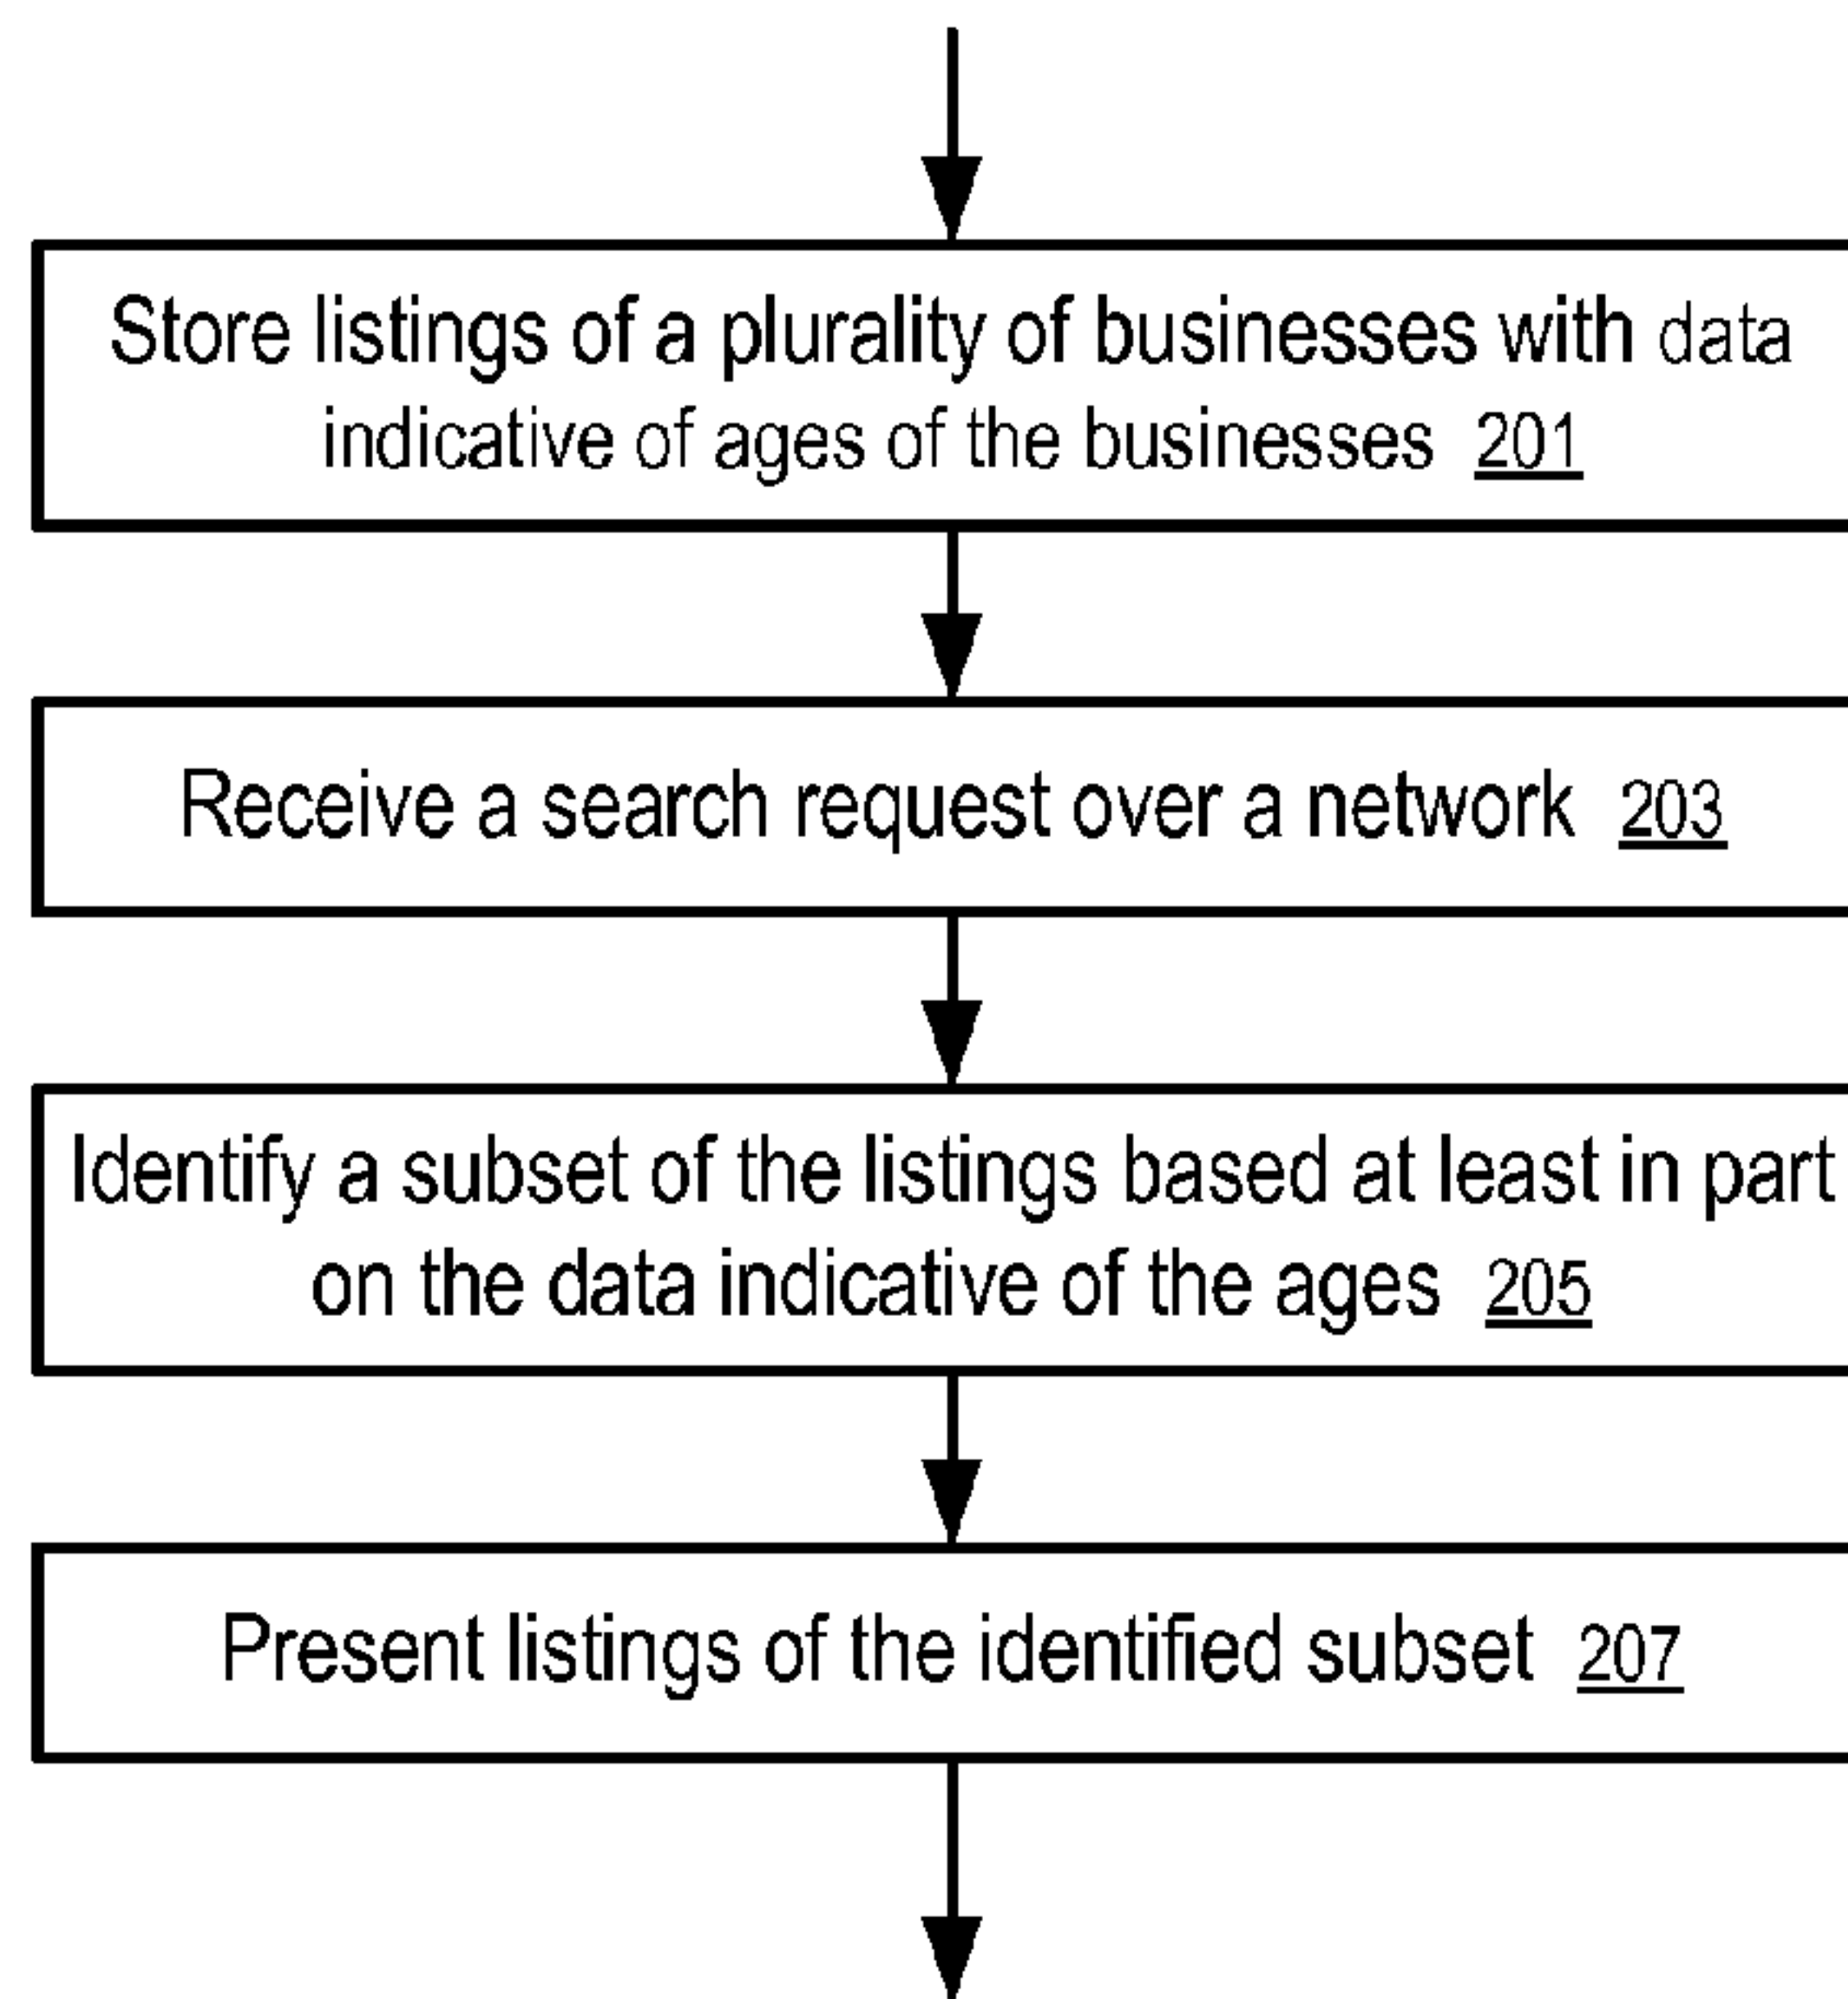 Store listings of a plurality of businesses with data
indicative of ages of the businesses 201
Receive a search request over a network 203
Identify a subset of the listings based at least in part
on the data indicative of the ages 205
Present listings of the identified subset 207